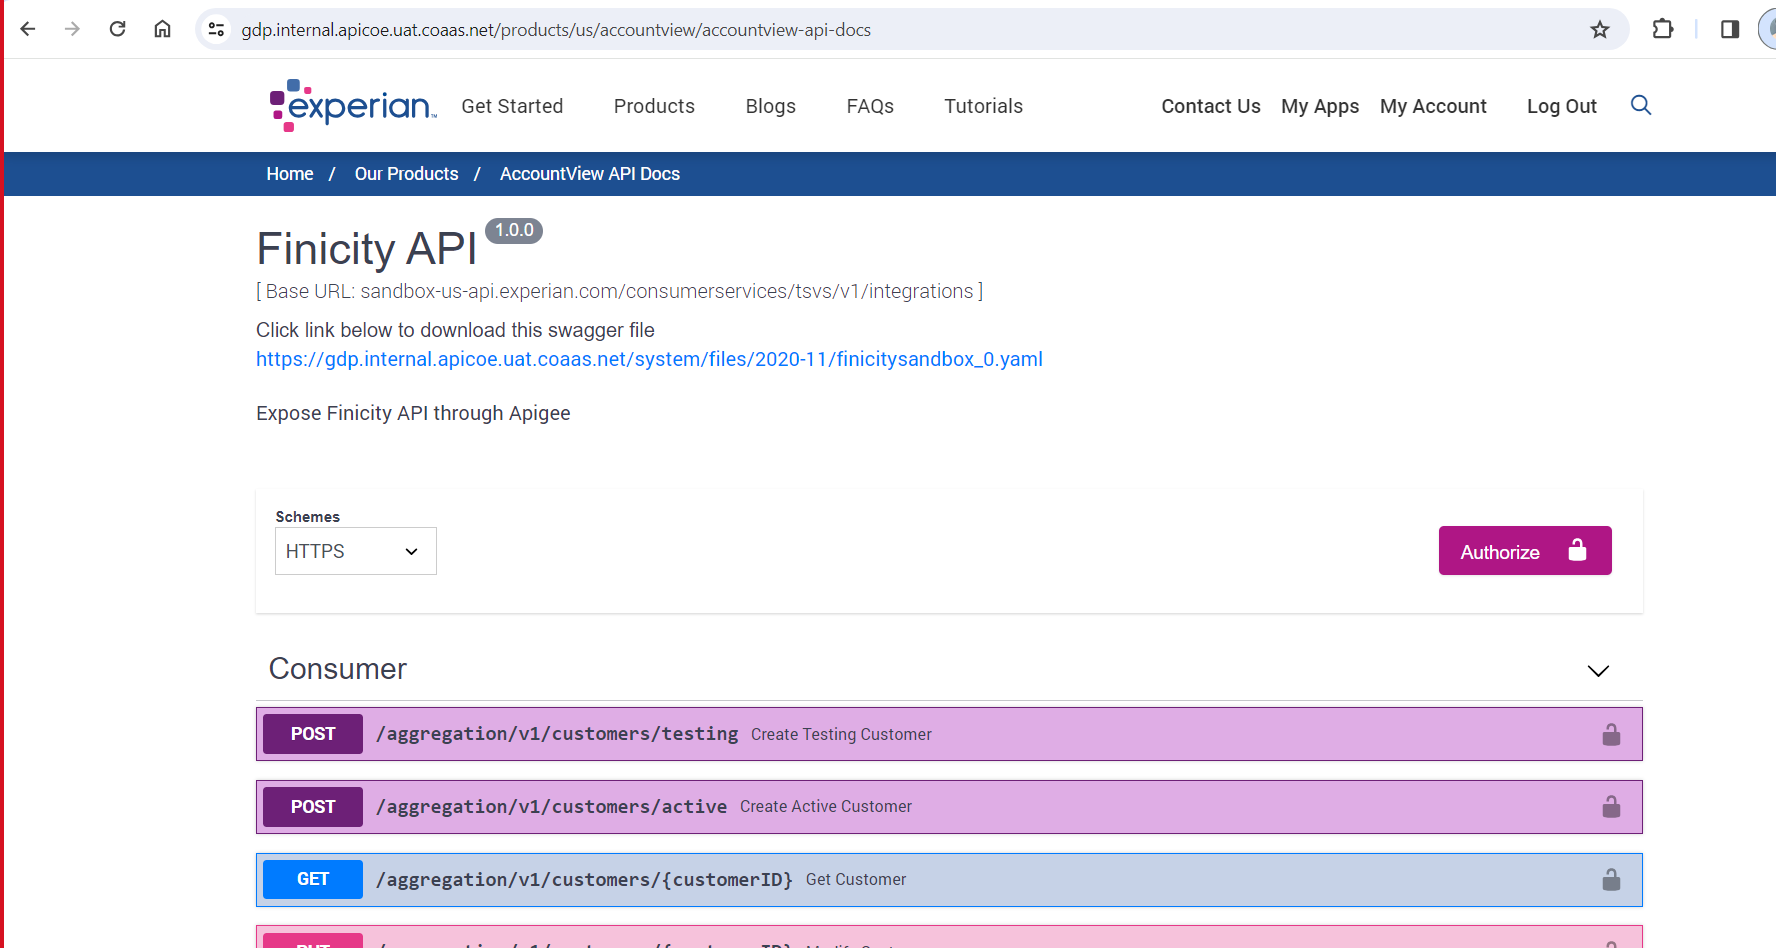 gdp.internal.apicoe.uat.coaas.net/products/us/accountview/accountview-api-docs
experian™ Get Started Products Blogs FAQs Tutorials Contact Us My Apps My Account Log Out
Home / Our Products / AccountView API Docs
Finicity API 1.0.0
[ Base URL: sandbox-us-api.experian.com/consumerservices/tsvs/v1/integrations ]
Click link below to download this swagger file
https://gdp.internal.apicoe.uat.coaas.net/system/files/2020-11/finicitysandbox_0.yaml
Expose Finicity API through Apigee
Schemes
HTTPS
Authorize
Consumer
POST /aggregation/v1/customers/testing Create Testing Customer
POST /aggregation/v1/customers/active Create Active Customer
GET /aggregation/v1/customers/{customerID} Get Customer